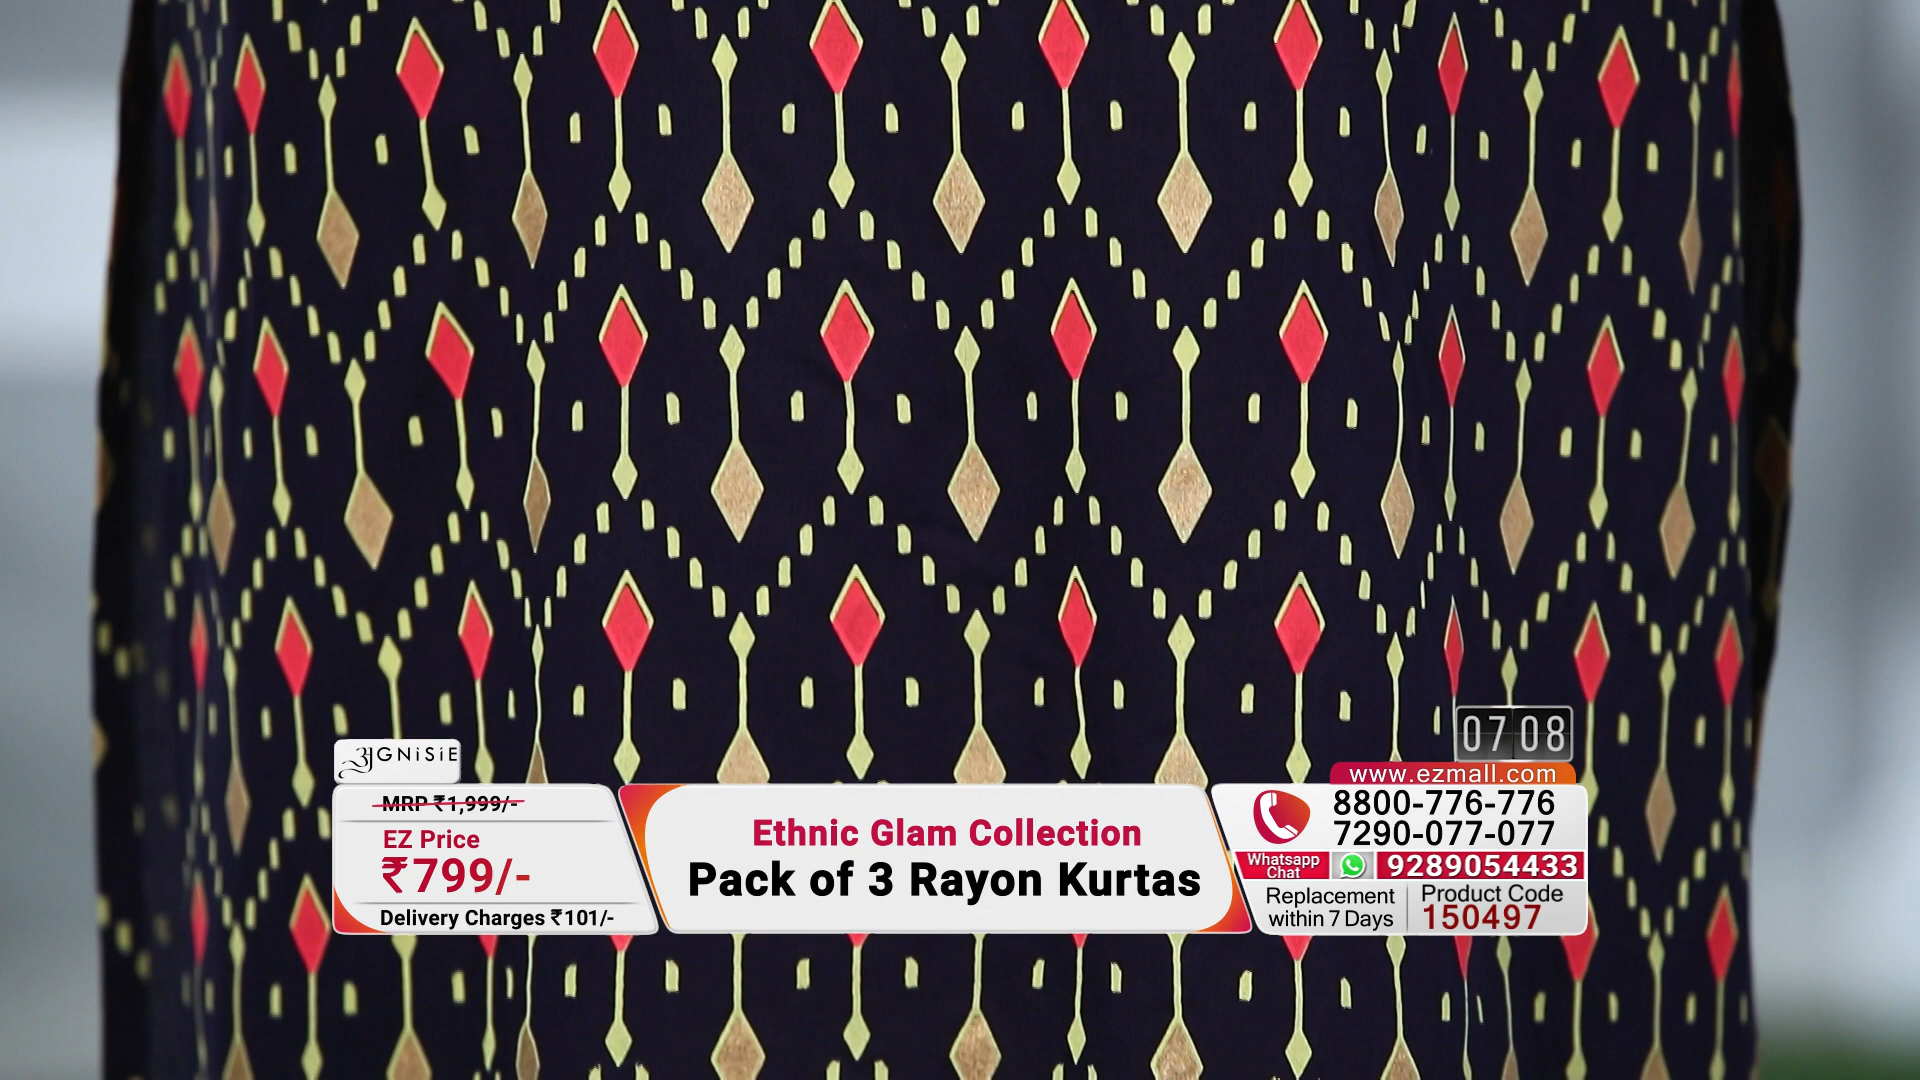 07 08
अGNiSiE
www.ezmall.com
MRP ₹1,999/-
EZ Price
₹799/-
Delivery Charges ₹101/-
Ethnic Glam Collection
Pack of 3 Rayon Kurtas
8800-776-776
7290-077-077
Whatsapp Chat
9289054433
Replacement within 7 Days
Product Code
150497